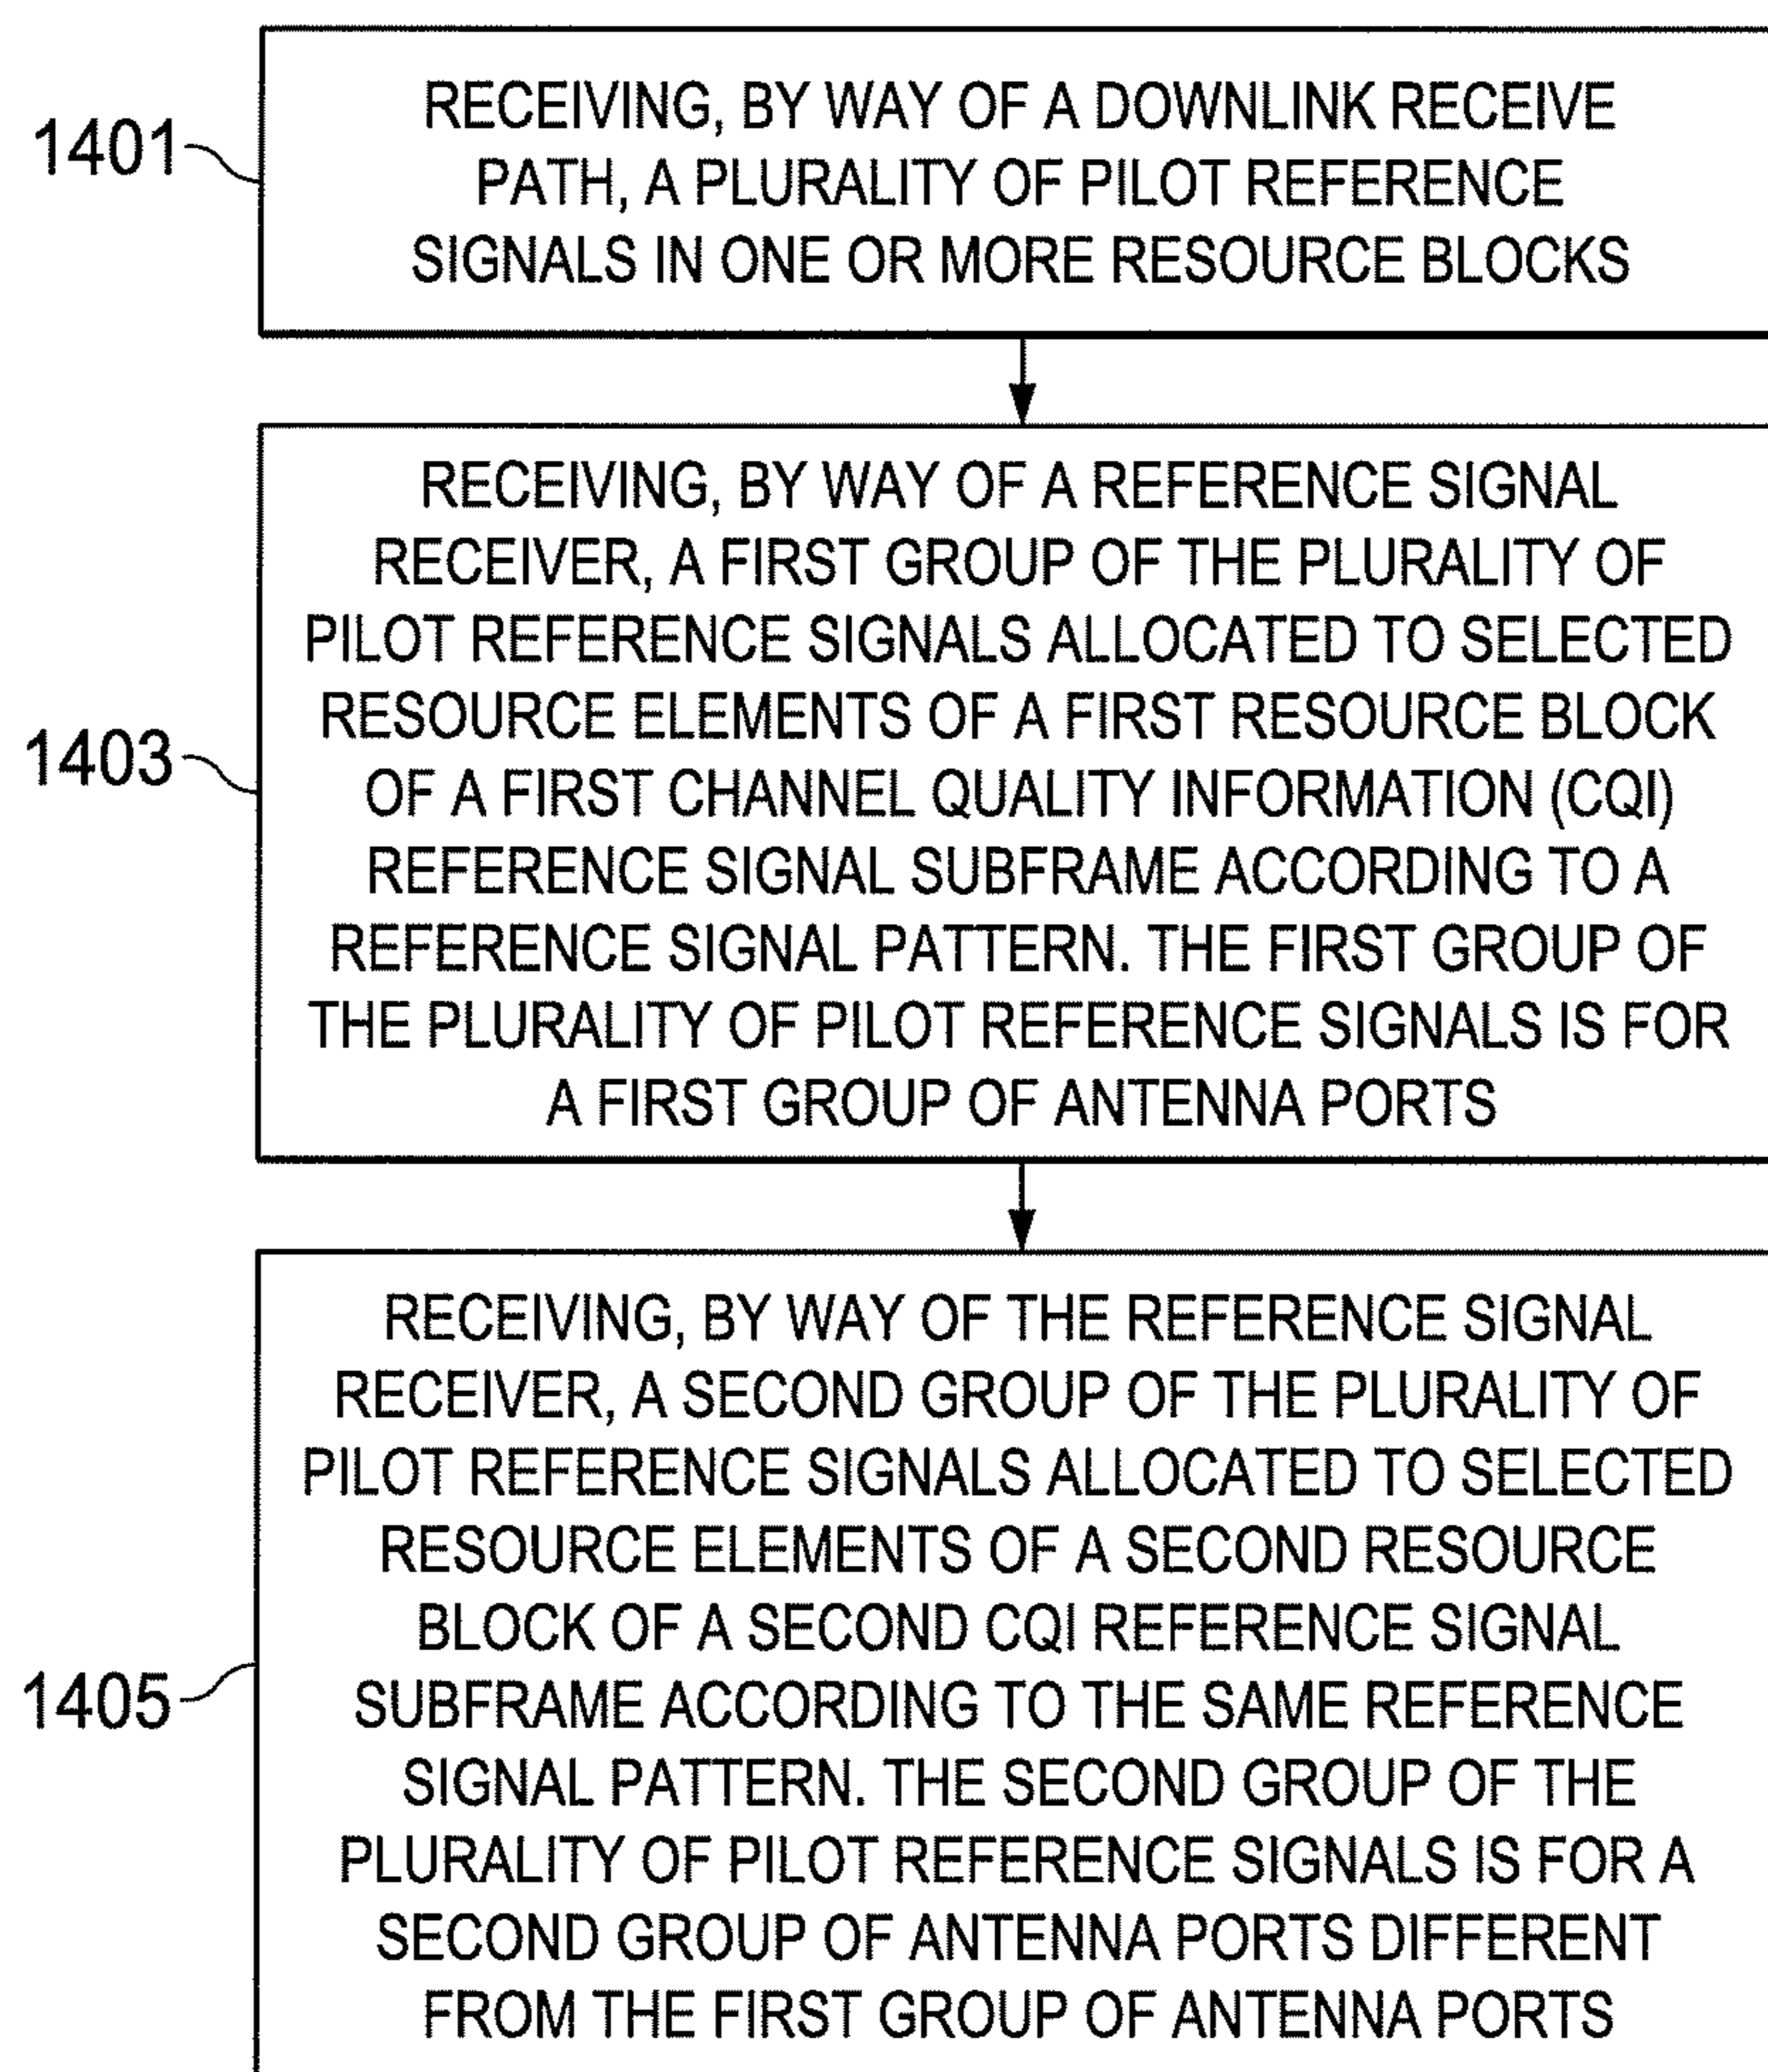 1401
RECEIVING, BY WAY OF A DOWNLINK RECEIVE
PATH, A PLURALITY OF PILOT REFERENCE
SIGNALS IN ONE OR MORE RESOURCE BLOCKS
1403
RECEIVING, BY WAY OF A REFERENCE SIGNAL
RECEIVER, A FIRST GROUP OF THE PLURALITY OF
PILOT REFERENCE SIGNALS ALLOCATED TO SELECTED
RESOURCE ELEMENTS OF A FIRST RESOURCE BLOCK
OF A FIRST CHANNEL QUALITY INFORMATION (CQI)
REFERENCE SIGNAL SUBFRAME ACCORDING TO A
REFERENCE SIGNAL PATTERN. THE FIRST GROUP OF
THE PLURALITY OF PILOT REFERENCE SIGNALS IS FOR
A FIRST GROUP OF ANTENNA PORTS
1405
RECEIVING, BY WAY OF THE REFERENCE SIGNAL
RECEIVER, A SECOND GROUP OF THE PLURALITY OF
PILOT REFERENCE SIGNALS ALLOCATED TO SELECTED
RESOURCE ELEMENTS OF A SECOND RESOURCE
BLOCK OF A SECOND CQI REFERENCE SIGNAL
SUBFRAME ACCORDING TO THE SAME REFERENCE
SIGNAL PATTERN. THE SECOND GROUP OF THE
PLURALITY OF PILOT REFERENCE SIGNALS IS FOR A
SECOND GROUP OF ANTENNA PORTS DIFFERENT
FROM THE FIRST GROUP OF ANTENNA PORTS